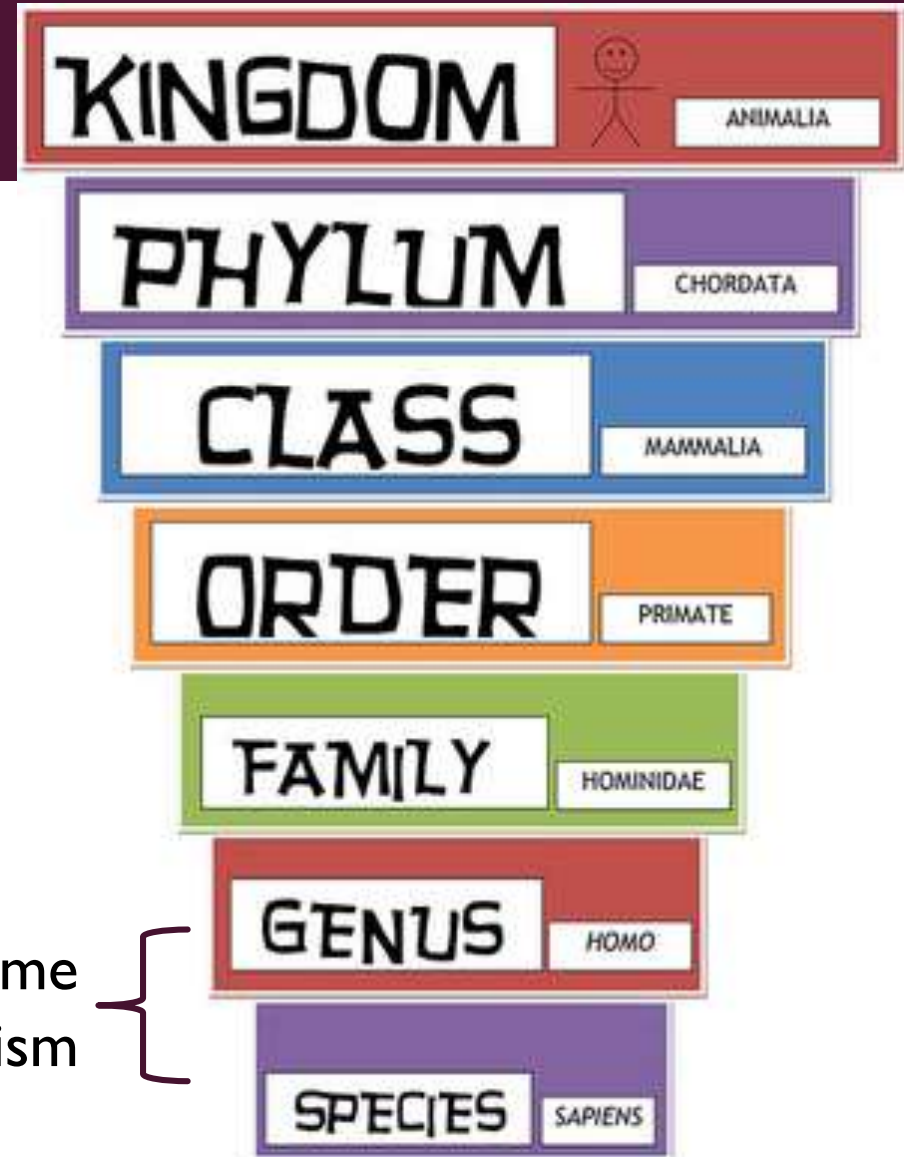 KINGDOM ANIMALIA
PHYLUM CHORDATA
CLASS MAMMALIA
ORDER PRIMATE
FAMILY HOMINIDAE
GENUS HOMO
me
ism
SPECIES SAPIENS